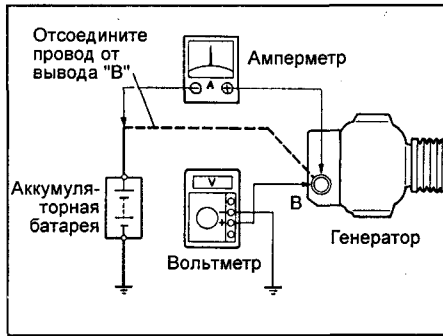 Отсоедините
провод от
вывода "В"
Амперметр
А
Аккумуля-
торная
батарея
V
В
Вольтметр
Генератор